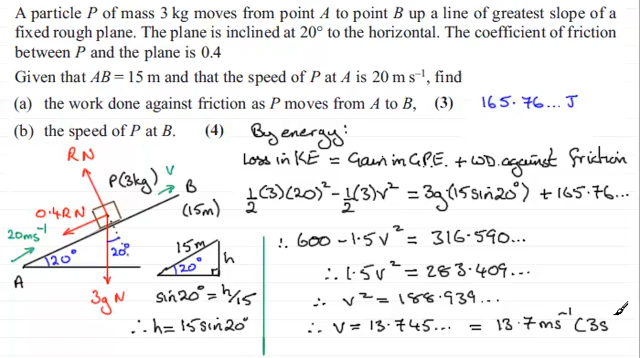 A particle P of mass 3 kg moves from point A to point B up a line of greatest slope of a
fixed rough plane. The plane is inclined at 20° to the horizontal. The coefficient of friction
between P and the plane is 0.4
Given that AB = 15 m and that the speed of P at A is 20 m s⁻¹, find
(a) the work done against friction as P moves from A to B, (3) 165.76... J
(b) the speed of P at B. (4)
By energy:
Loss in KE = Gain in G.P.E. + WD. against friction
½(3)(20)² - ½(3)v² = 3g(15sin20°) + 165.76...
∴ 600 - 1.5v² = 316.590...
∴ 1.5v² = 283.409...
∴ v² = 188.939...
∴ v = 13.745... = 13.7ms⁻¹ (3s
RN
P(3kg)
v
B
(15m)
0.4RN
20ms⁻¹
20°
20°
A
3gN
15m
h
20°
sin20° = h/15
∴ h = 15sin20°